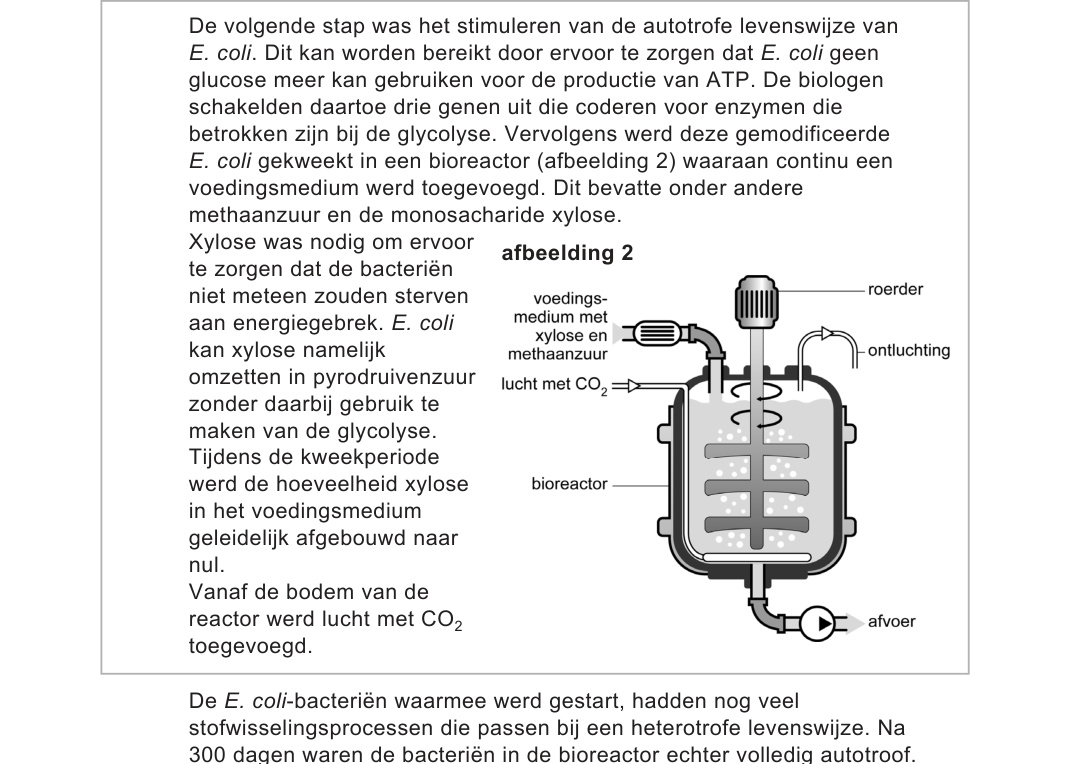 De volgende stap was het stimuleren van de autotrofe levenswijze van
E. coli. Dit kan worden bereikt door ervoor te zorgen dat E. coli geen
glucose meer kan gebruiken voor de productie van ATP. De biologen
schakelden daartoe drie genen uit die coderen voor enzymen die
betrokken zijn bij de glycolyse. Vervolgens werd deze gemodificeerde
E. coli gekweekt in een bioreactor (afbeelding 2) waaraan continu een
voedingsmedium werd toegevoegd. Dit bevatte onder andere
methaanzuur en de monosacharide xylose.
Xylose was nodig om ervoor
te zorgen dat de bacteriën
niet meteen zouden sterven
aan energiegebrek. E. coli
kan xylose namelijk
omzetten in pyrodruivenzuur
zonder daarbij gebruik te
maken van de glycolyse.
Tijdens de kweekperiode
werd de hoeveelheid xylose
in het voedingsmedium
geleidelijk afgebouwd naar
nul.
Vanaf de bodem van de
reactor werd lucht met CO₂
toegevoegd.
afbeelding 2
voedings-
medium met
xylose en
methaanzuur
lucht met CO₂
bioreactor
roerder
ontluchting
afvoer
De E. coli-bacteriën waarmee werd gestart, hadden nog veel
stofwisselingsprocessen die passen bij een heterotrofe levenswijze. Na
300 dagen waren de bacteriën in de bioreactor echter volledig autotroof.